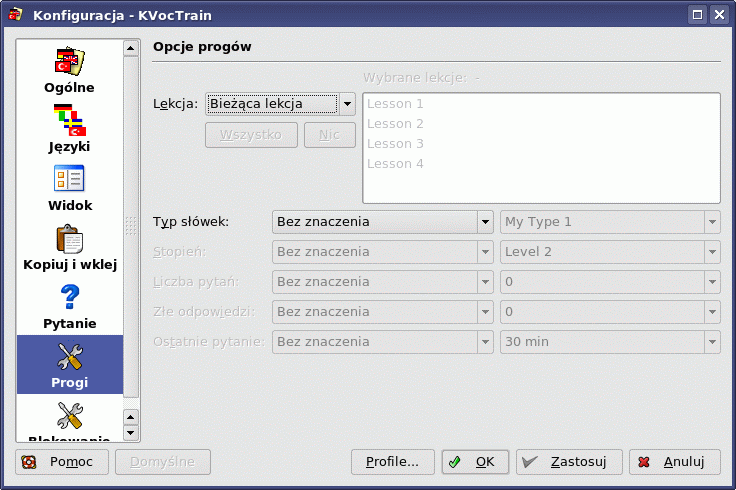 Konfiguracja - KVocTrain
Ogólne
Języki
Widok
Kopiuj i wklej
Pytanie
Progi
Blokowanie
Opcje progów
Wybrane lekcje: -
Lekcja: Bieżąca lekcja
Wszystko Nic
Lesson 1
Lesson 2
Lesson 3
Lesson 4
Typ słówek: Bez znaczenia My Type 1
Stopień: Bez znaczenia Level 2
Liczba pytań: Bez znaczenia 0
Złe odpowiedzi: Bez znaczenia 0
Ostatnie pytanie: Bez znaczenia 30 min
Pomoc Domyślne Profile... OK Zastosuj Anuluj